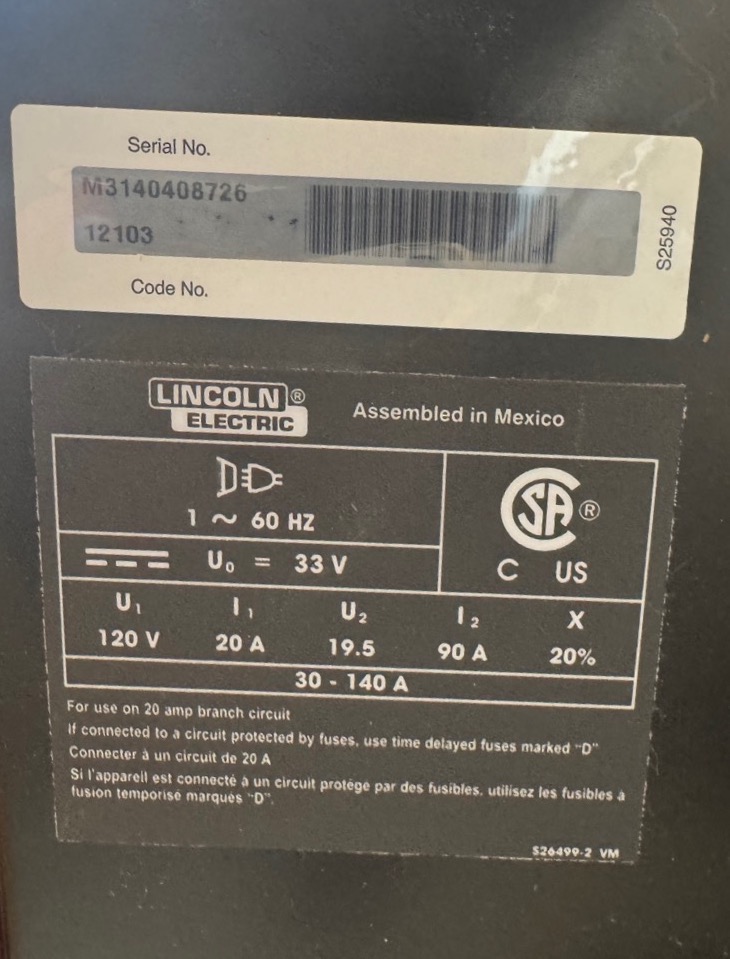 Serial No.
M3140408726
12103
Code No.
S25940
LINCOLN ®
ELECTRIC
Assembled in Mexico
1 ~ 60 HZ
U₀ = 33 V
SA ®
C US
U₁ I₁ U₂ I₂ X
120 V 20 A 19.5 90 A 20%
30 - 140 A
For use on 20 amp branch circuit
If connected to a circuit protected by fuses, use time delayed fuses marked "D"
Connecter à un circuit de 20 A
Si l'appareil est connecté à un circuit protégé par des fusibles, utilisez les fusibles à
fusion temporisé marqués "D".
S26499-2 VM